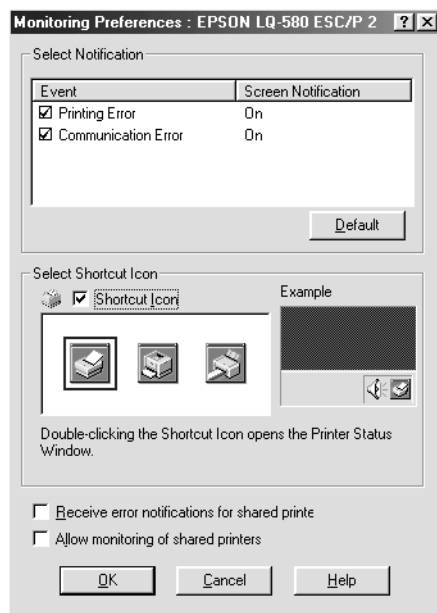 Monitoring Preferences : EPSON LQ-580 ESC/P 2 ? ×
Select Notification
Event Screen Notification
Printing Error On
Communication Error On
Default
Select Shortcut Icon
Shortcut Icon Example
Double-clicking the Shortcut Icon opens the Printer Status
Window.
Receive error notifications for shared printe
Allow monitoring of shared printers
OK Cancel Help